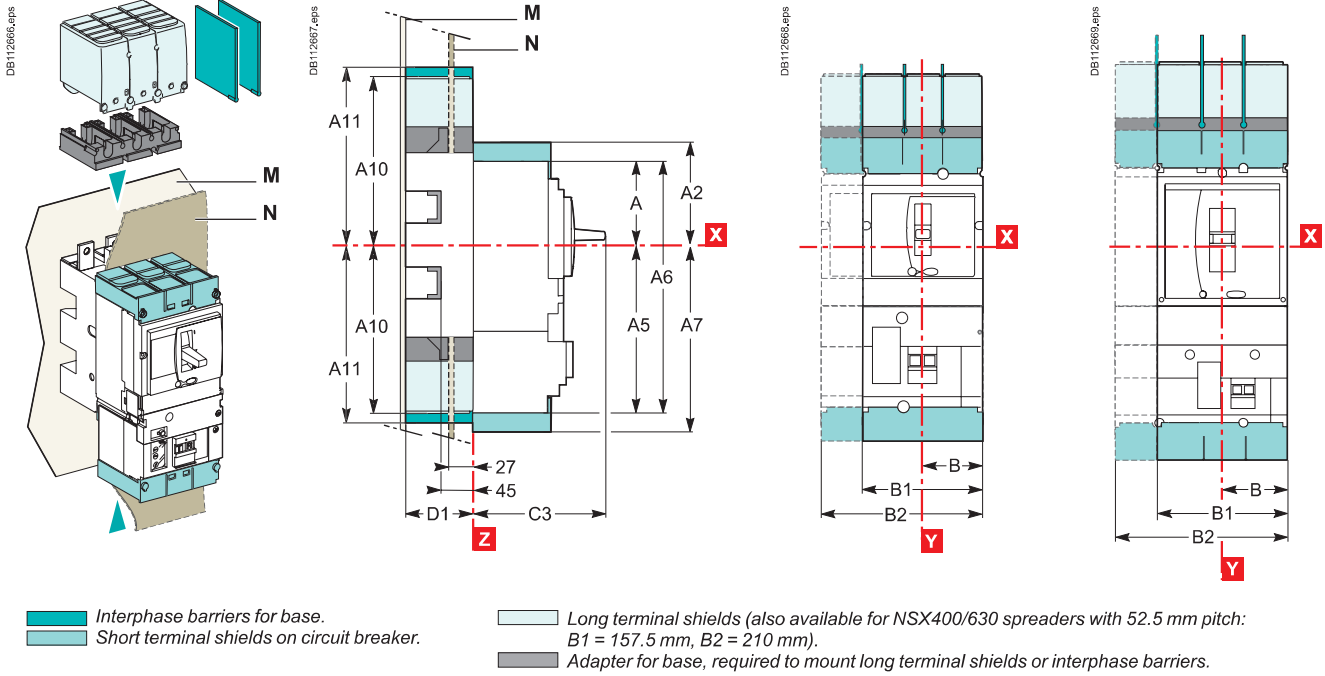 DB112666.eps
M
N
DB112667.eps
M
N
A11
A10
A
A2
X
A6
A10
A5
A7
A11
27
45
D1
C3
Z
DB112668.eps
X
B
B1
B2
Y
DB112669.eps
X
B
B1
B2
Y
Interphase barriers for base.
Short terminal shields on circuit breaker.
Long terminal shields (also available for NSX400/630 spreaders with 52.5 mm pitch:
B1 = 157.5 mm, B2 = 210 mm).
Adapter for base, required to mount long terminal shields or interphase barriers.